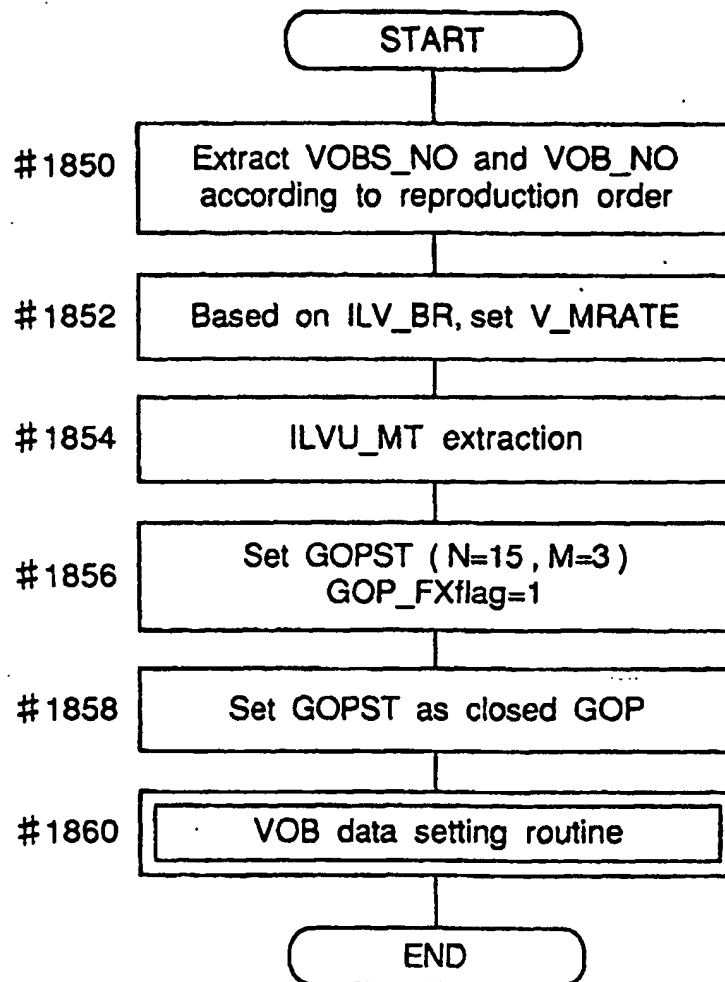 START
#1850
Extract VOBS_NO and VOB_NO
according to reproduction order
#1852
Based on ILV_BR, set V_MRATE
#1854
ILVU_MT extraction
#1856
Set GOPST (N=15, M=3)
GOP_FXflag=1
#1858
Set GOPST as closed GOP
#1860
VOB data setting routine
END